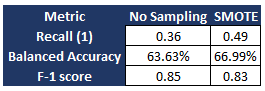 Metric No Sampling SMOTE
Recall (1) 0.36 0.49
Balanced Accuracy 63.63% 66.99%
F-1 score 0.85 0.83